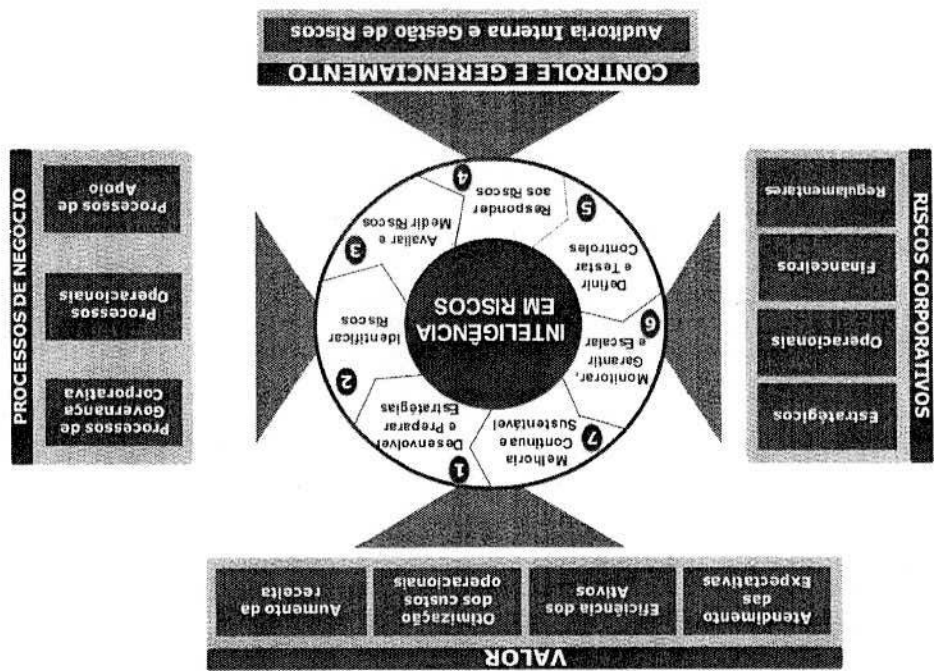 VALOR
Atendimento
das
Expectativas
Eficiência dos
Ativos
Otimização
dos custos
operacionais
Aumento da
receita
RISCOS CORPORATIVOS
Estratégicos
Operacionais
Financeiros
Regulamentares
INTELIGÊNCIA
EM RISCOS
1
Desenvolver
e Preparar
Estratégias
2
Identificar
Riscos
3
Avaliar e
Medir Riscos
4
Responder
aos Riscos
5
Definir
e Testar
Controles
6
Monitorar,
Garantir
e Escalar
7
Melhoria
Contínua e
Sustentável
PROCESSOS DE NEGÓCIO
Processos de
Governança
Corporativa
Processos
Operacionais
Processos de
Apoio
CONTROLE E GERENCIAMENTO
Auditoria Interna e Gestão de Riscos